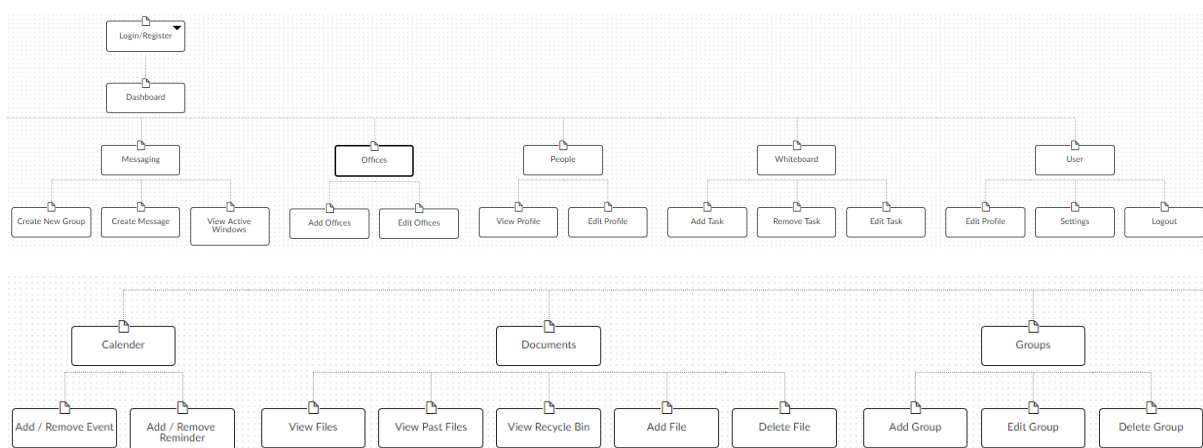 Login/Register
Dashboard
Messaging
Offices
People
Whiteboard
User
Create New Group
Create Message
View Active
Windows
Add Offices
Edit Offices
View Profile
Edit Profile
Add Task
Remove Task
Edit Task
Edit Profile
Settings
Logout
Calender
Documents
Groups
Add / Remove Event
Add / Remove
Reminder
View Files
View Past Files
View Recycle Bin
Add File
Delete File
Add Group
Edit Group
Delete Group